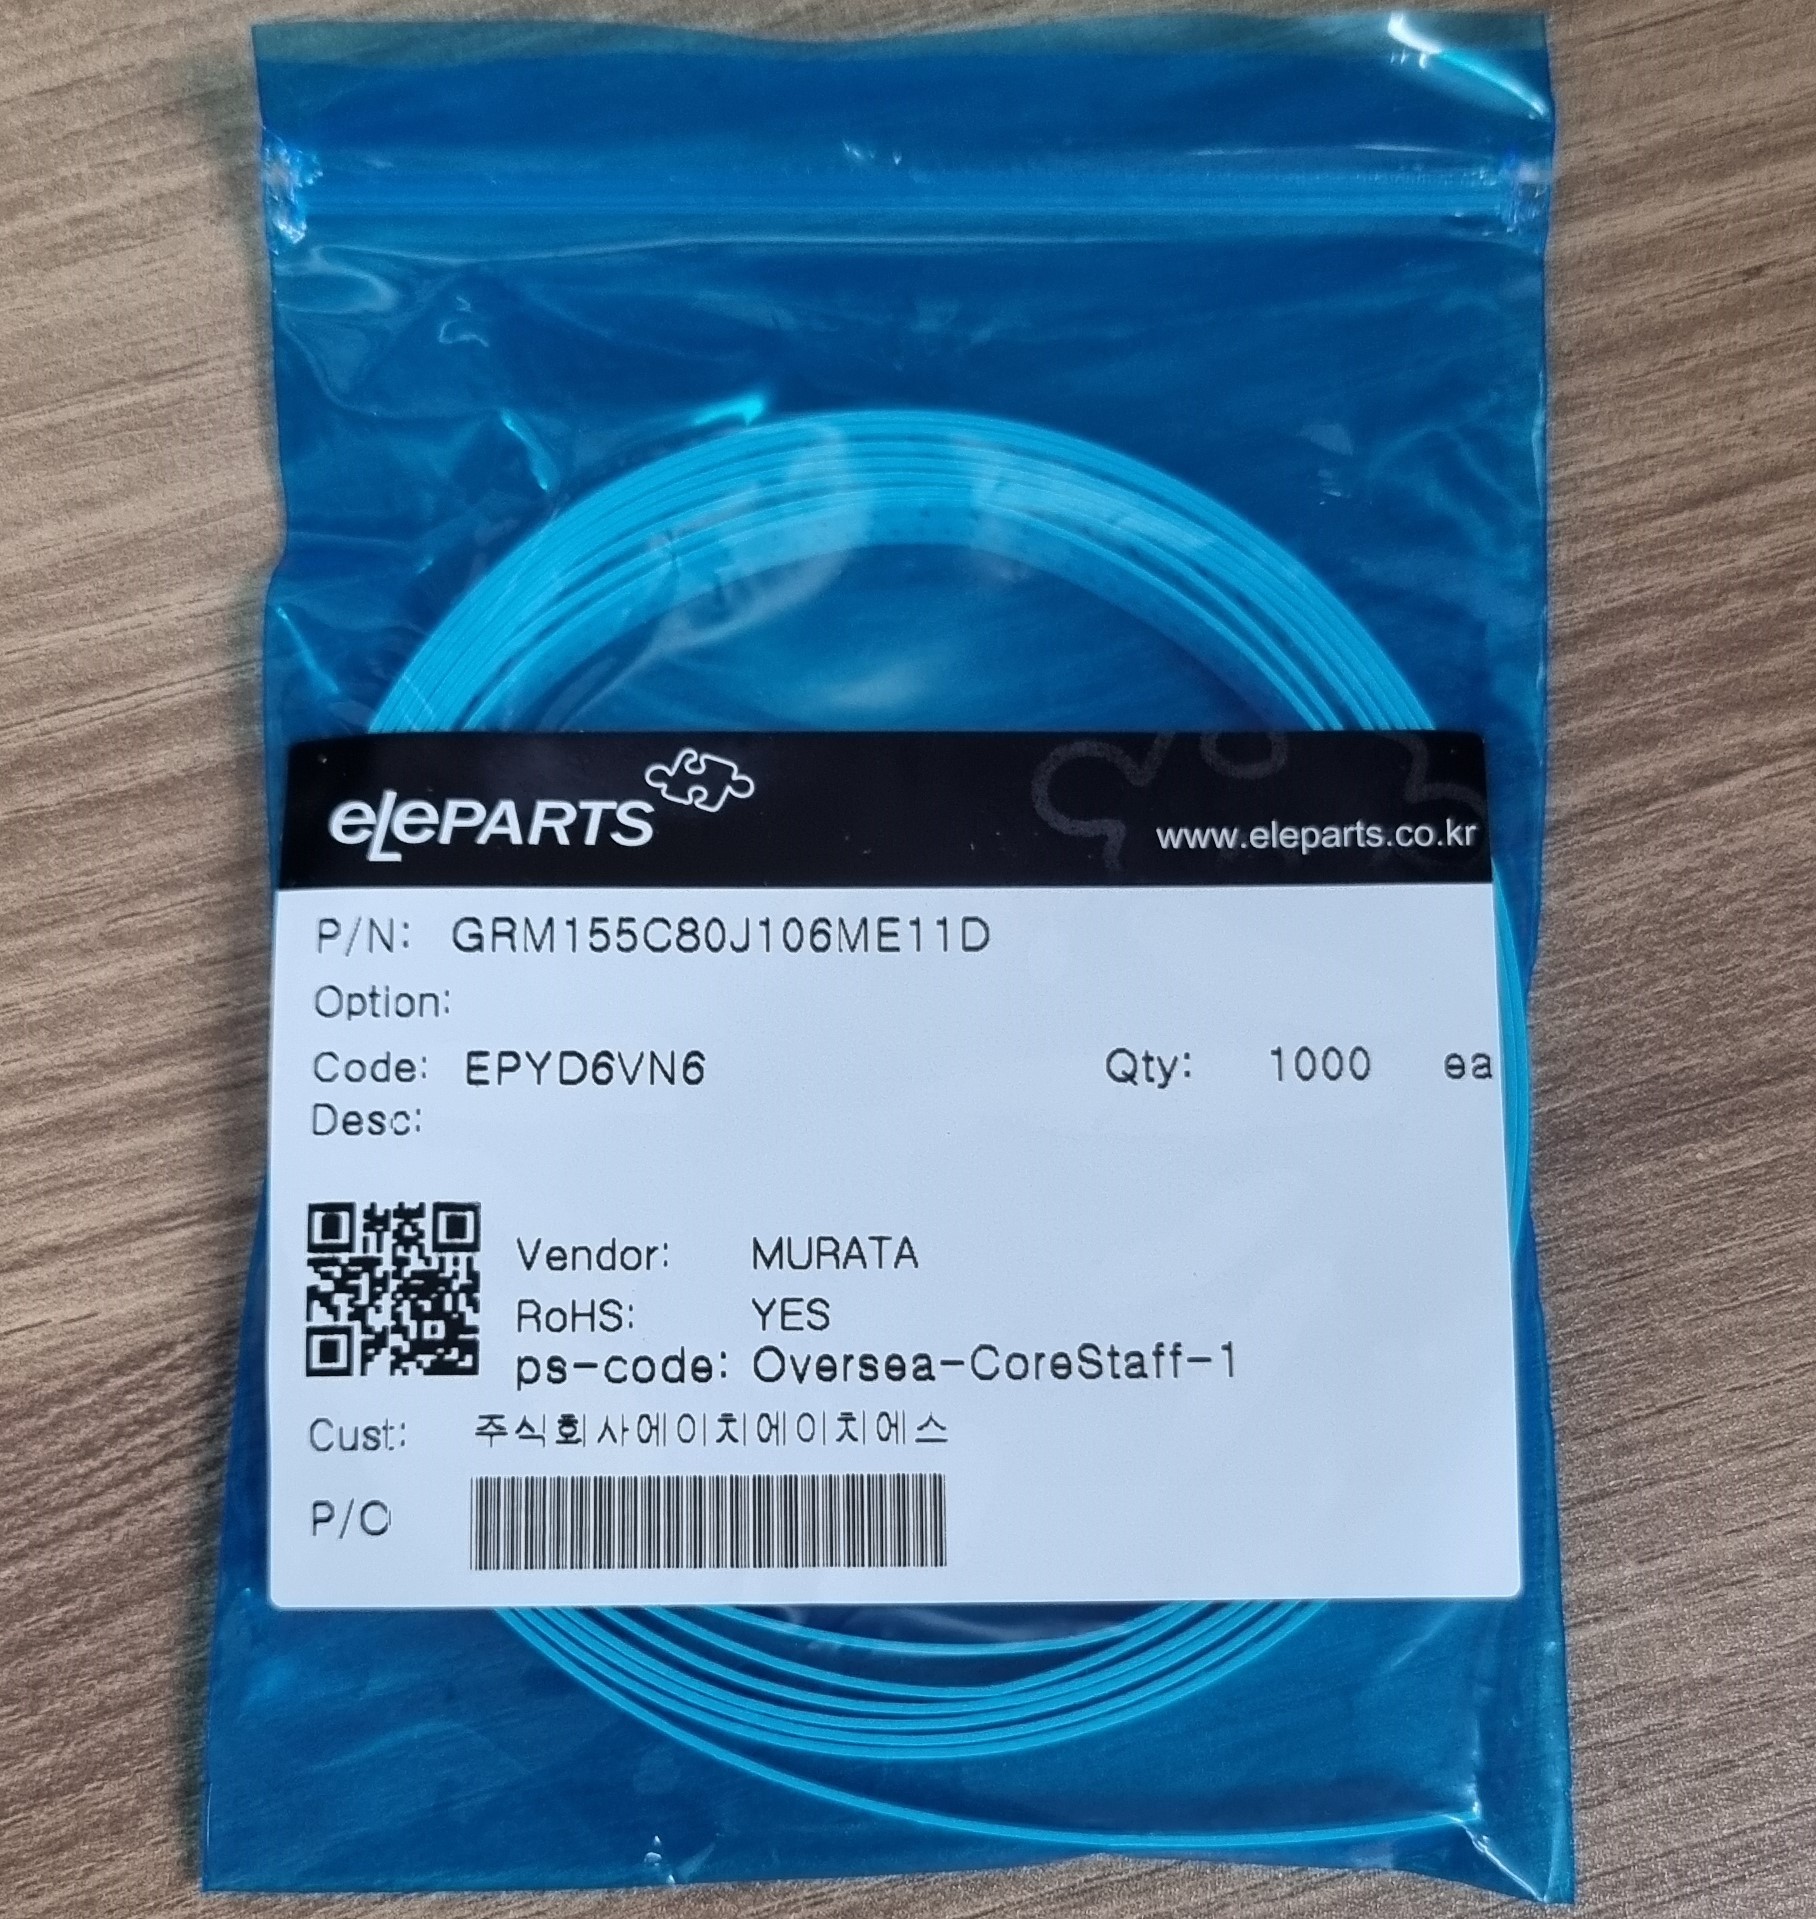 eLePARTS
www.eleparts.co.kr
P/N: GRM155C80J106ME11D
Option:
Code: EPYD6VN6 Qty: 1000 ea
Desc:
Vendor: MURATA
RoHS: YES
ps-code: Oversea-CoreStaff-1
Cust: 주식회사에이치에이치에스
P/O